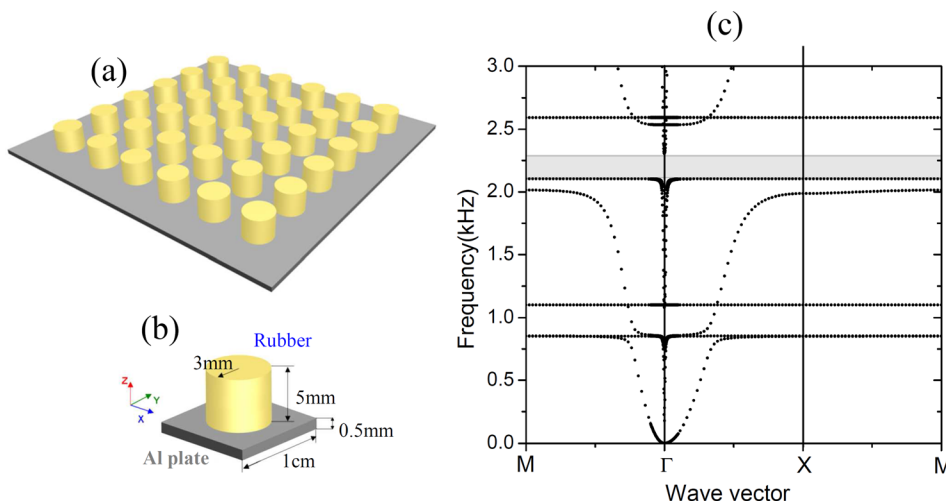 (a)
(b)
Rubber
3mm
5mm
0.5mm
1cm
Al plate
Z
Y
X
(c)
Frequency(kHz)
3.0
2.5
2.0
1.5
1.0
0.5
0.0
M Γ X M
Wave vector